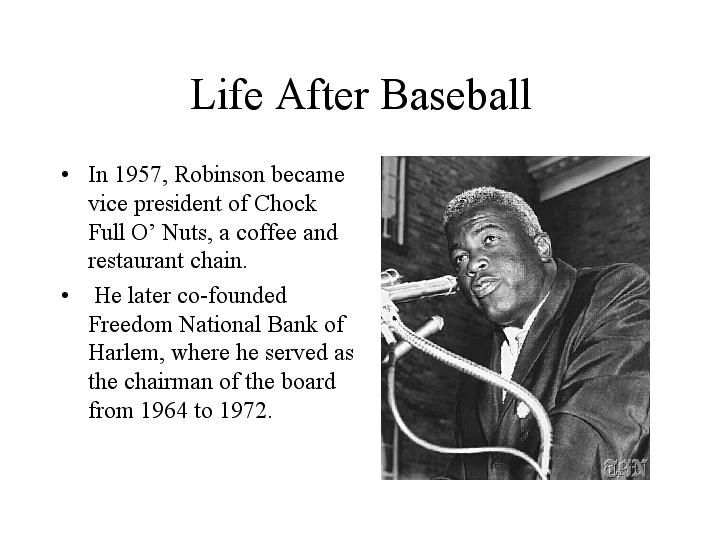 Life After Baseball
• In 1957, Robinson became
vice president of Chock
Full O’ Nuts, a coffee and
restaurant chain.
• He later co-founded
Freedom National Bank of
Harlem, where he served as
the chairman of the board
from 1964 to 1972.